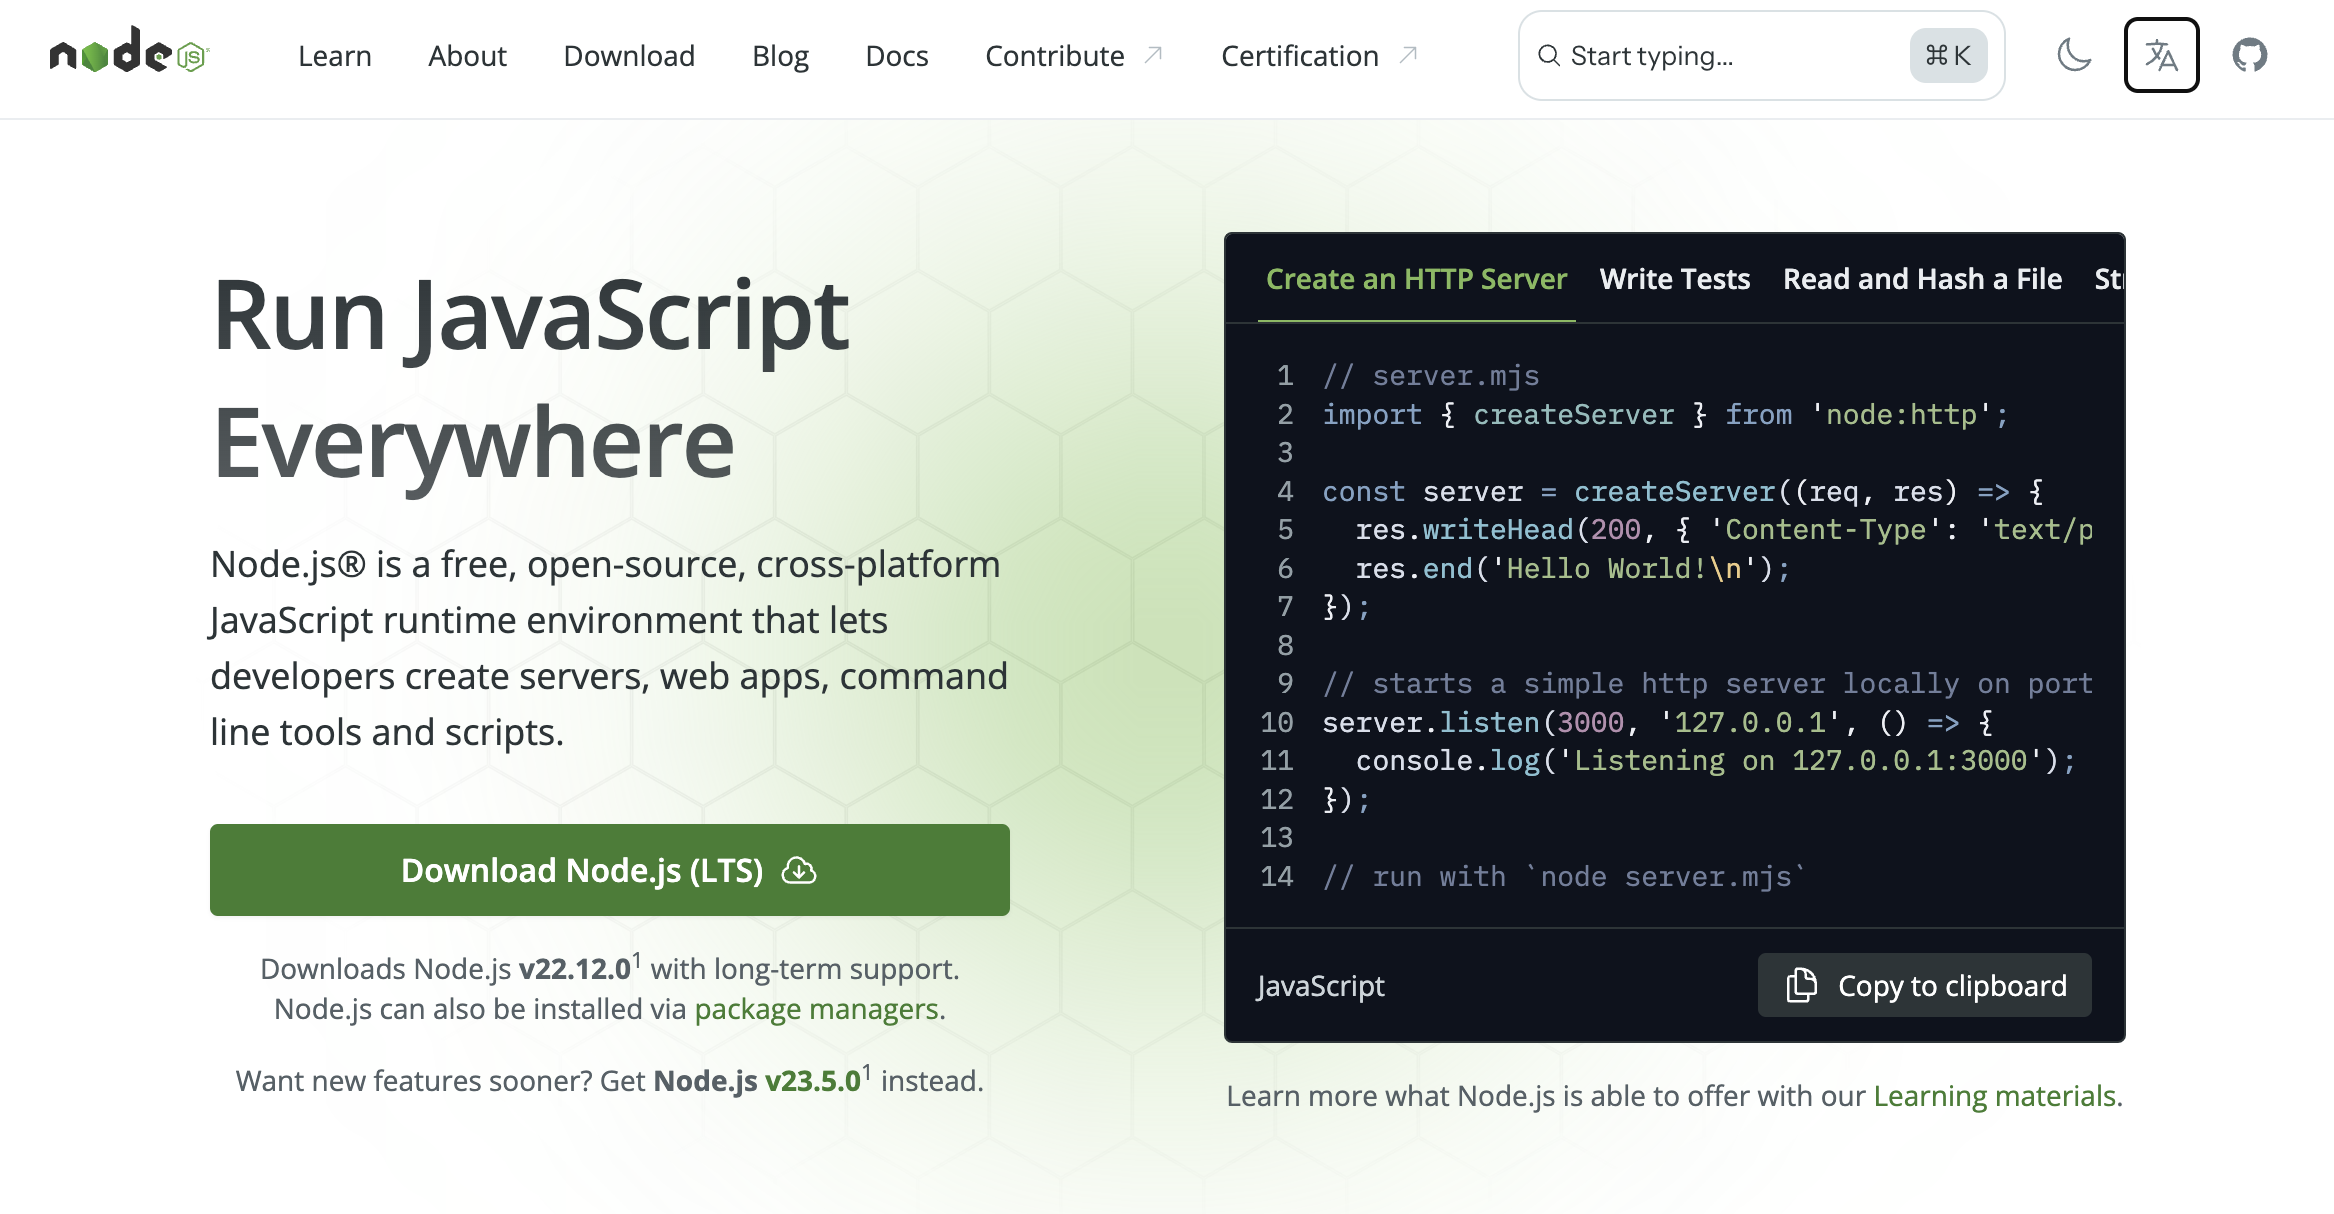 node JS
Learn About Download Blog Docs Contribute Certification Start typing... ⌘K
Run JavaScript
Everywhere
Node.js® is a free, open-source, cross-platform
JavaScript runtime environment that lets
developers create servers, web apps, command
line tools and scripts.
Download Node.js (LTS)
Downloads Node.js v22.12.0¹ with long-term support.
Node.js can also be installed via package managers.
Want new features sooner? Get Node.js v23.5.0¹ instead.
Create an HTTP Server Write Tests Read and Hash a File
1 // server.mjs
2 import { createServer } from 'node:http';
3
4 const server = createServer((req, res) => {
5   res.writeHead(200, { 'Content-Type': 'text/p
6   res.end('Hello World!\n');
7 });
8
9 // starts a simple http server locally on port
10 server.listen(3000, '127.0.0.1', () => {
11   console.log('Listening on 127.0.0.1:3000');
12 });
13
14 // run with `node server.mjs`
JavaScript Copy to clipboard
Learn more what Node.js is able to offer with our Learning materials.